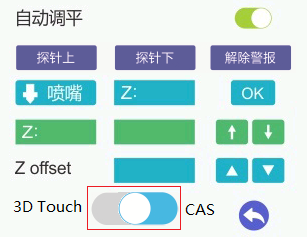 自动调平
探针上 探针下 解除警报
喷嘴 Z: OK
Z:
Z offset
3D Touch CAS